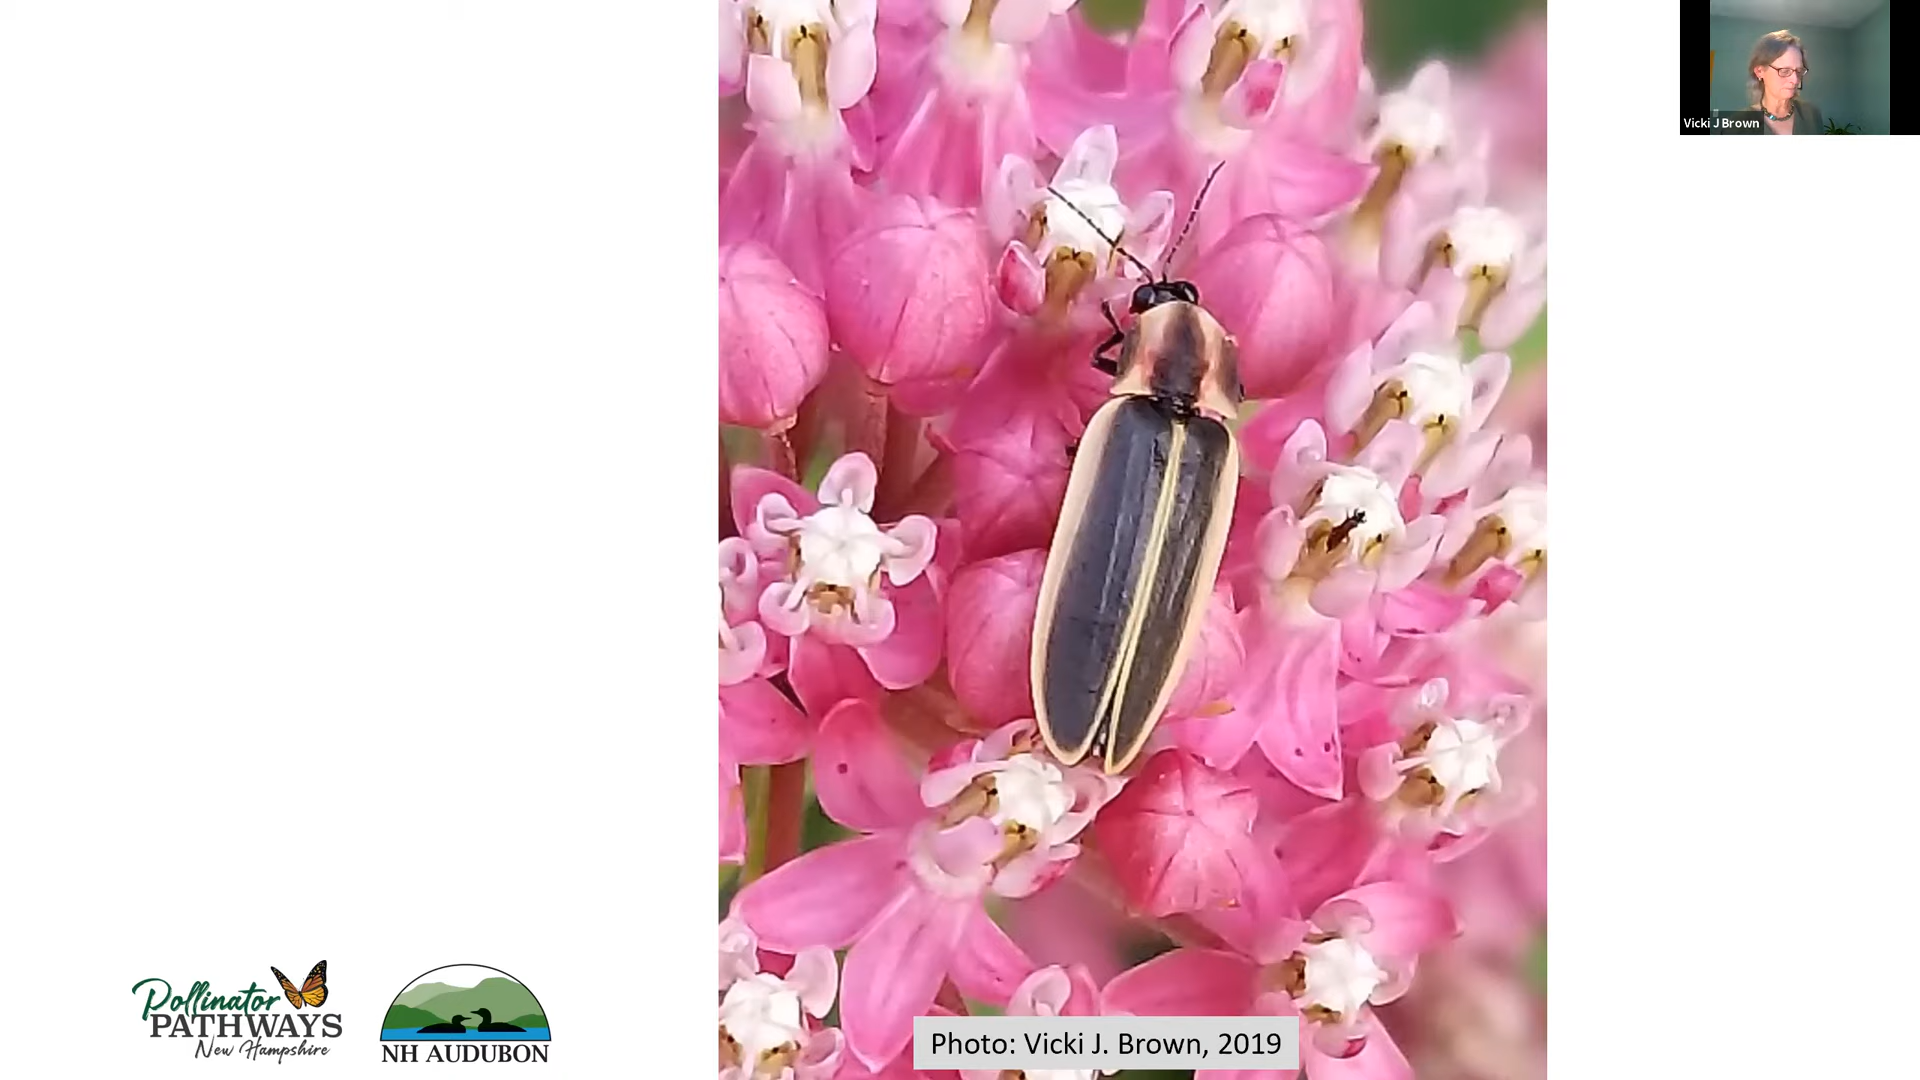 Vicki J Brown
Pollinator
PATHWAYS
New Hampshire
NH AUDUBON
Photo: Vicki J. Brown, 2019